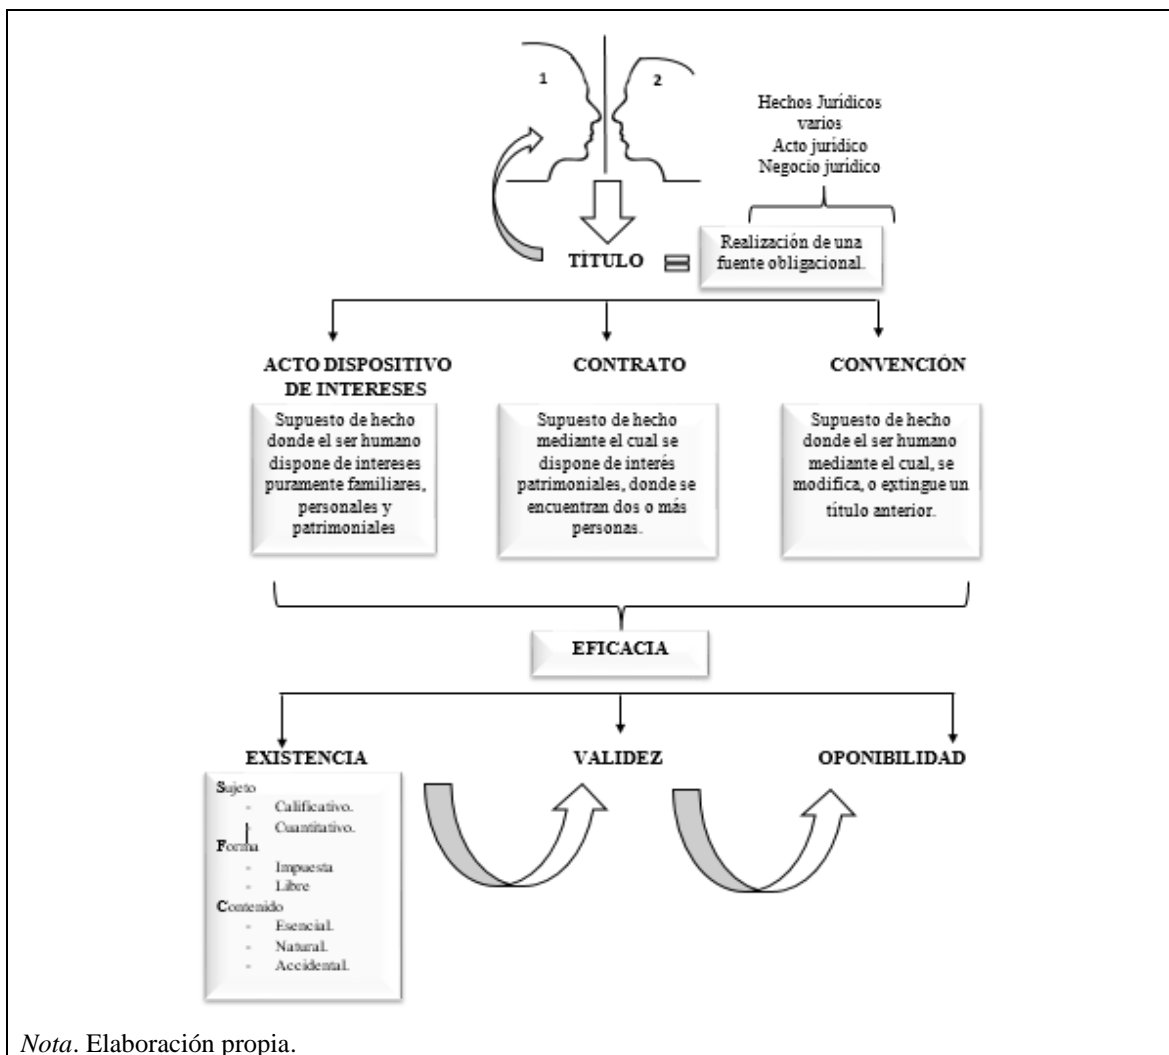 1
2
Hechos Jurídicos
varios
Acto jurídico
Negocio jurídico
TÍTULO
Realización de una
fuente obligacional.
ACTO DISPOSITIVO
DE INTERESES
Supuesto de hecho
donde el ser humano
dispone de intereses
puramente familiares,
personales y
patrimoniales
CONTRATO
Supuesto de hecho
mediante el cual se
dispone de interés
patrimoniales, donde se
encuentran dos o más
personas.
CONVENCIÓN
Supuesto de hecho
donde el ser humano
mediante el cual, se
modifica, o extingue un
título anterior.
EFICACIA
EXISTENCIA
Sujeto
- Calificativo.
- Cuantitativo.
Forma
- Impuesta
- Libre
Contenido
- Esencial.
- Natural.
- Accidental.
VALIDEZ
OPONIBILIDAD
Nota. Elaboración propia.